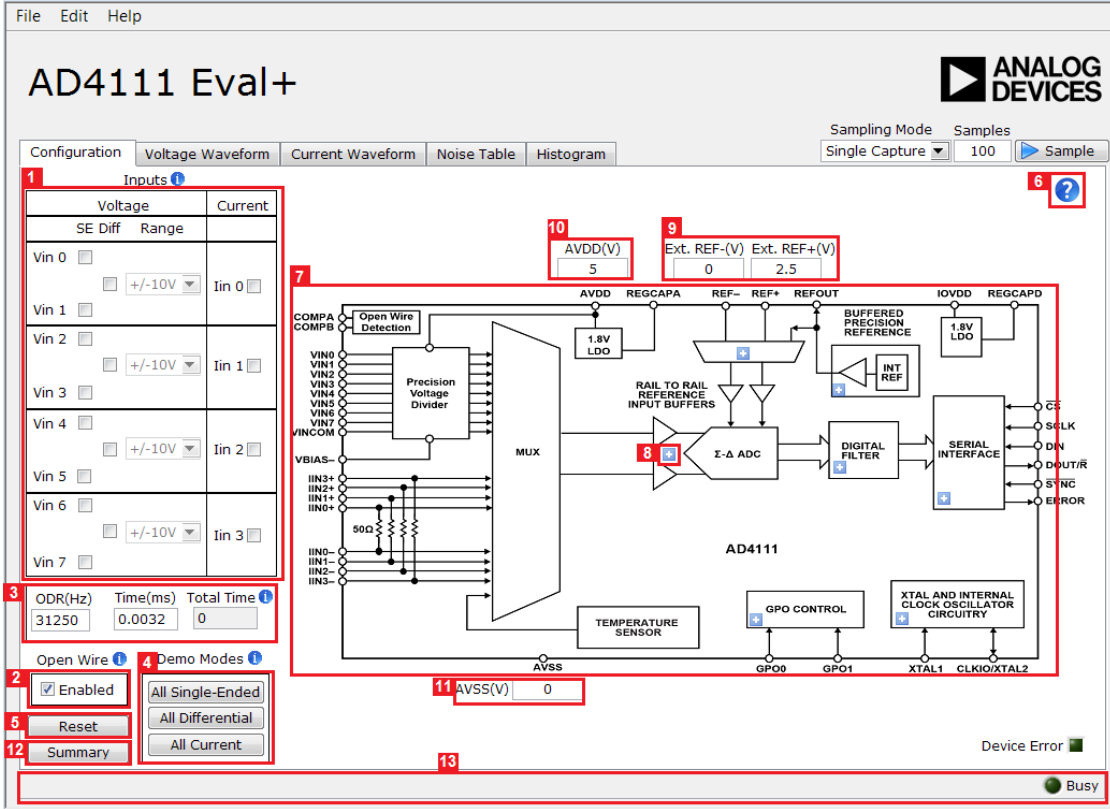 File Edit Help
AD4111 Eval+
ANALOG
DEVICES
Sampling Mode Samples
Configuration Voltage Waveform Current Waveform Noise Table Histogram Single Capture 100 Sample
1 Inputs
6 ?
Voltage Current
SE Diff Range
Vin 0
+/-10V Iin 0
Vin 1
Vin 2
+/-10V Iin 1
Vin 3
Vin 4
+/-10V Iin 2
Vin 5
Vin 6
+/-10V Iin 3
Vin 7
10
AVDD(V)
5
9
Ext. REF-(V) Ext. REF+(V)
0 2.5
7
AVDD REGCAPA REF– REF+ REFOUT IOVDD REGCAPD
COMPA
COMPB
Open Wire
Detection
1.8V
LDO
BUFFERED
PRECISION
REFERENCE
1.8V
LDO
INT
REF
VIN0
VIN1
VIN2
VIN3
VIN4
VIN5
VIN6
VIN7
VINCOM
Precision
Voltage
Divider
RAIL TO RAIL
REFERENCE
INPUT BUFFERS
VBIAS–
MUX
8
Σ-Δ ADC
DIGITAL
FILTER
SERIAL
INTERFACE
CS
SCLK
DIN
DOUT/R
SYNC
ERROR
IIN3+
IIN2+
IIN1+
IIN0+
50Ω
IIN0–
IIN1–
IIN2–
IIN3–
AD4111
TEMPERATURE
SENSOR
GPO CONTROL
XTAL AND INTERNAL
CLOCK OSCILLATOR
CIRCUITRY
AVSS GPO0 GPO1 XTAL1 CLKIO/XTAL2
3
ODR(Hz) Time(ms) Total Time
31250 0.0032 0
Open Wire 4 Demo Modes
2
Enabled
All Single-Ended
All Differential
All Current
5 Reset
12 Summary
11 AVSS(V) 0
Device Error
13
Busy